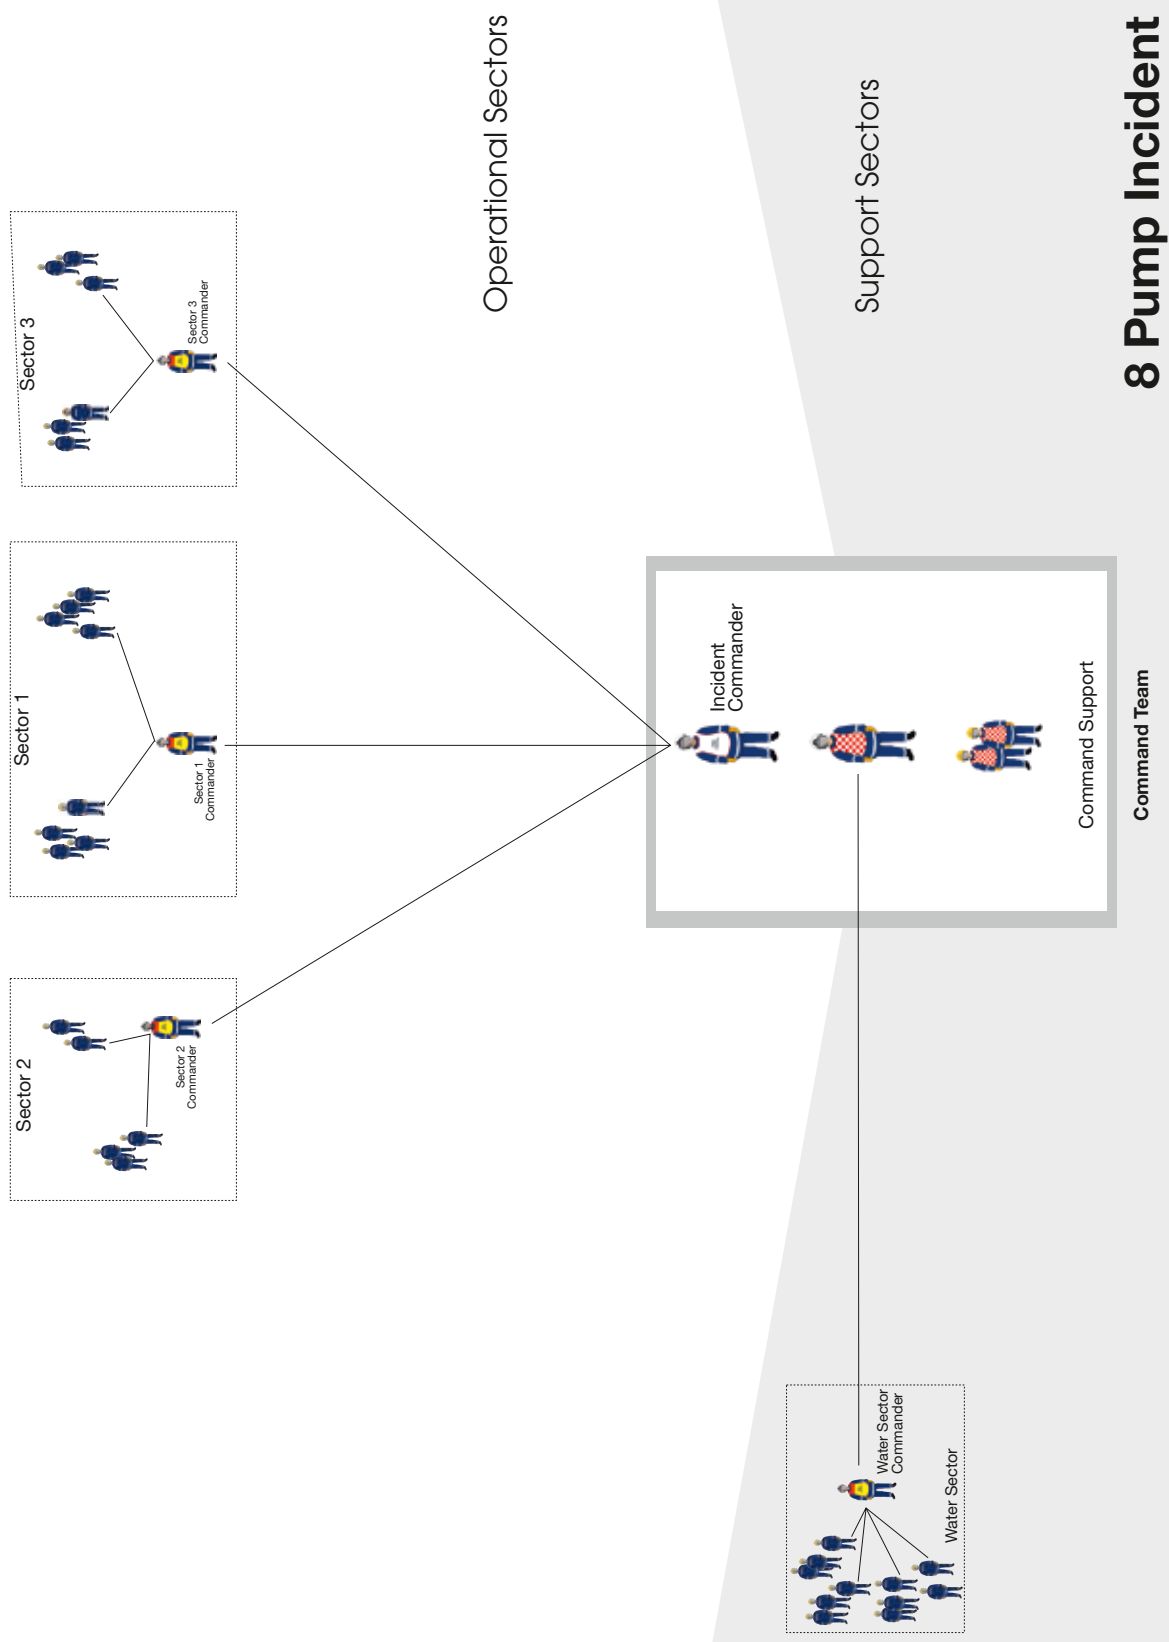 Sector 2
Sector 1
Sector 3
Sector 2
Commander
Sector 1
Commander
Sector 3
Commander
Operational Sectors
Incident
Commander
Support Sectors
Water Sector
Commander
Water Sector
Command Support
Command Team
8 Pump Incident